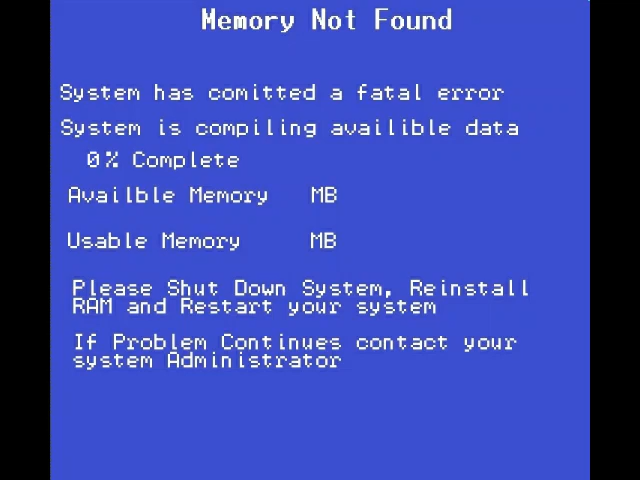 Memory Not Found
System has comitted a fatal error
System is compiling availible data
0% Complete
Availble Memory MB
Usable Memory MB
Please Shut Down System, Reinstall
RAM and Restart your system
If Problem Continues contact your
system Administrator